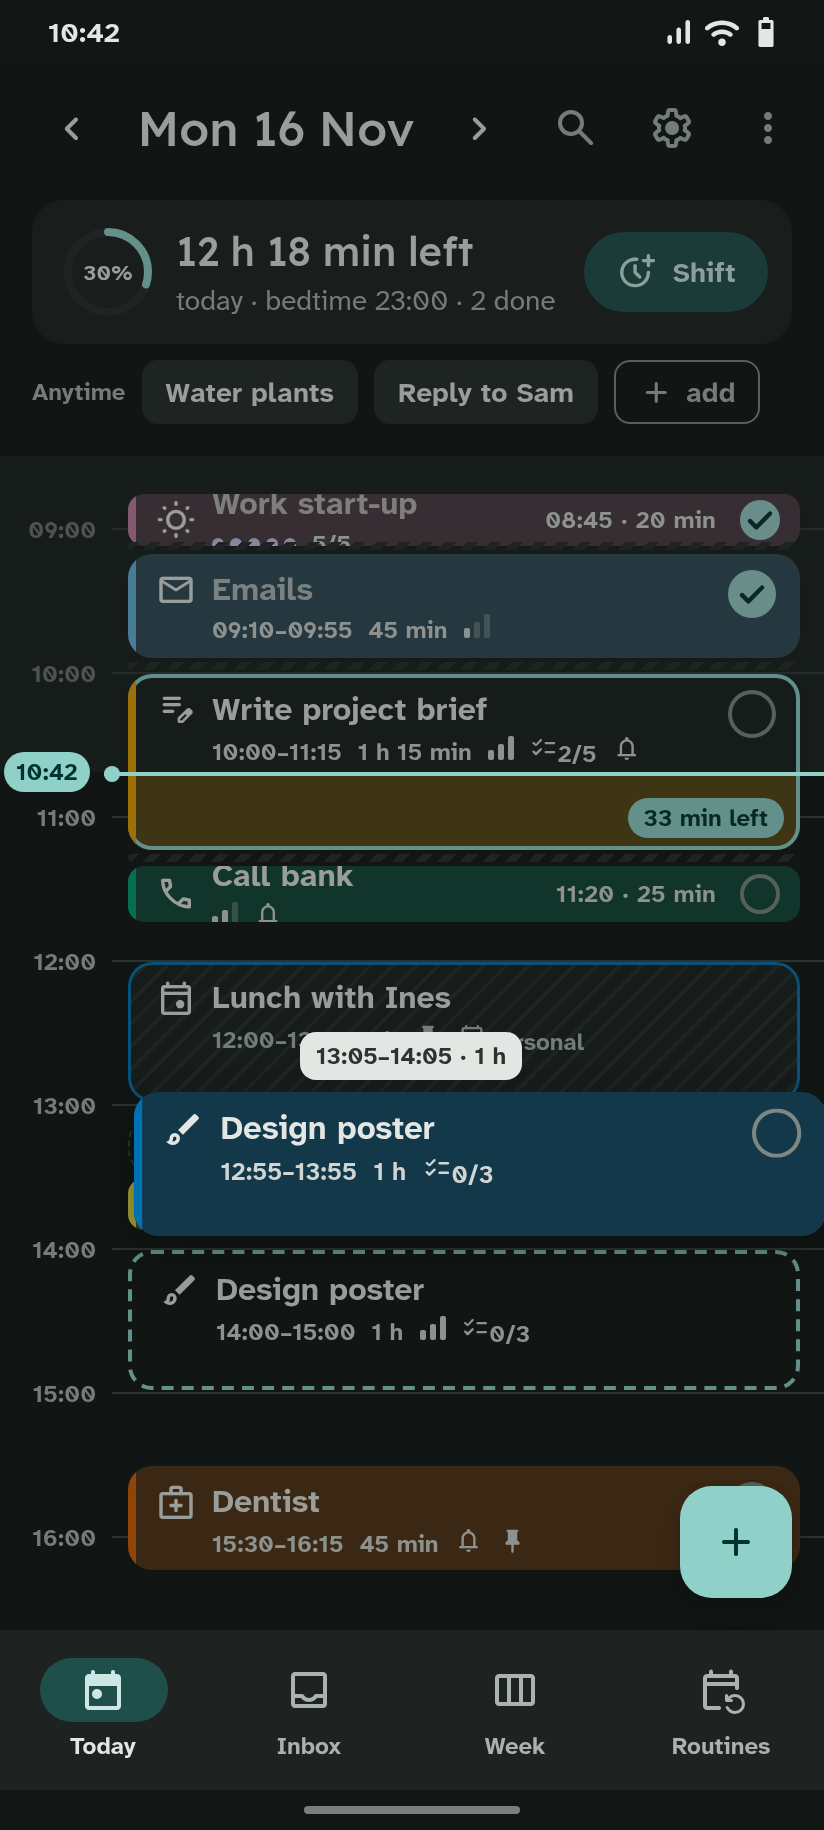 10:42
Mon 16 Nov
30%
12 h 18 min left
today · bedtime 23:00 · 2 done
Shift
Anytime
Water plants
Reply to Sam
add
09:00
Work start-up
5/5
08:45 · 20 min
Emails
09:10–09:55 45 min
10:00
Write project brief
10:00–11:15 1 h 15 min 2/5
10:42
33 min left
11:00
Call bank
11:20 · 25 min
12:00
Lunch with Ines
12:00–13
13:05–14:05 · 1 h
13:00
Design poster
12:55–13:55 1 h 0/3
14:00
Design poster
14:00–15:00 1 h 0/3
15:00
Dentist
15:30–16:15 45 min
16:00
Today
Inbox
Week
Routines